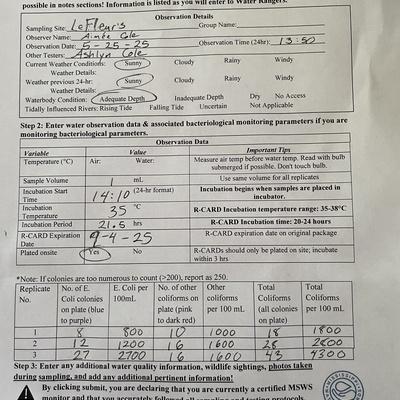 possible in notes sections! Information is listed as you will enter to Water Rangers.
Observation Details
Sampling Site: LeFleur's Group Name:
Observer Name: Aimee Cole
Observation Date: 5-25-25 Observation Time (24hr): 13:50
Other Testers: Ashlyn Cole
Current Weather Conditions: Sunny Cloudy Rainy Windy
Weather Details:
Weather previous 24-hr: Sunny Cloudy Rainy Windy
Weather Details:
Waterbody Condition: Adequate Depth Inadequate Depth Dry No Access
Tidally Influenced Rivers: Rising Tide Falling Tide Uncertain Not Applicable
Step 2: Enter water observation data & associated bacteriological monitoring parameters if you are
monitoring bacteriological parameters.
Observation Data
Variable Value Important Tips
Temperature (°C) Air: Water: Measure air temp before water temp. Read with bulb
submerged if possible. Don't touch bulb.
Sample Volume 1 mL Use same volume for all replicates
Incubation Start
Time 14:10 (24-hr format) Incubation begins when samples are placed in
incubator.
Incubation
Temperature 35 °C R-CARD Incubation temperature range: 35-38°C
Incubation Period 21.5 hrs R-CARD Incubation time: 20-24 hours
R-CARD Expiration
Date 9-4-25 R-CARD expiration date on original package
Plated onsite Yes No R-CARDs should only be plated on site; incubate
within 3 hrs
*Note: If colonies are too numerous to count (>200), report as 250.
Replicate
No. No. of E.
Coli colonies
on plate (blue
to purple) E. Coli per
100mL No. of other
coliforms on
plate (pink
to dark red) Other
coliforms
per 100 mL Total
Coliforms
(all colonies
on plate) Total
coliforms
per 100 mL
1 8 800 10 1000 18 1800
2 12 1200 16 1600 28 2800
3 27 2700 16 1600 43 4300
Step 3: Enter any additional water quality information, wildlife sightings, photos taken
during sampling, and add any additional pertinent information!
By clicking submit, you are declaring that you are currently a certified MSWS
monitor and that you accurately followed all sampling and testing protocols